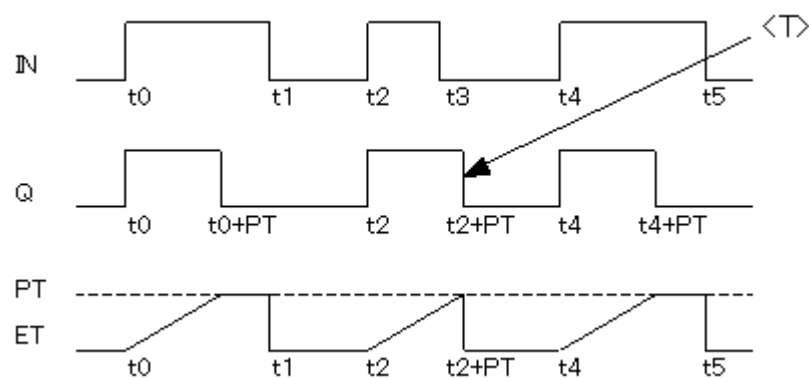 <T>
IN
t0 t1 t2 t3 t4 t5
Q
t0 t0+PT t2 t2+PT t4 t4+PT
PT
ET
t0 t1 t2 t2+PT t4 t5